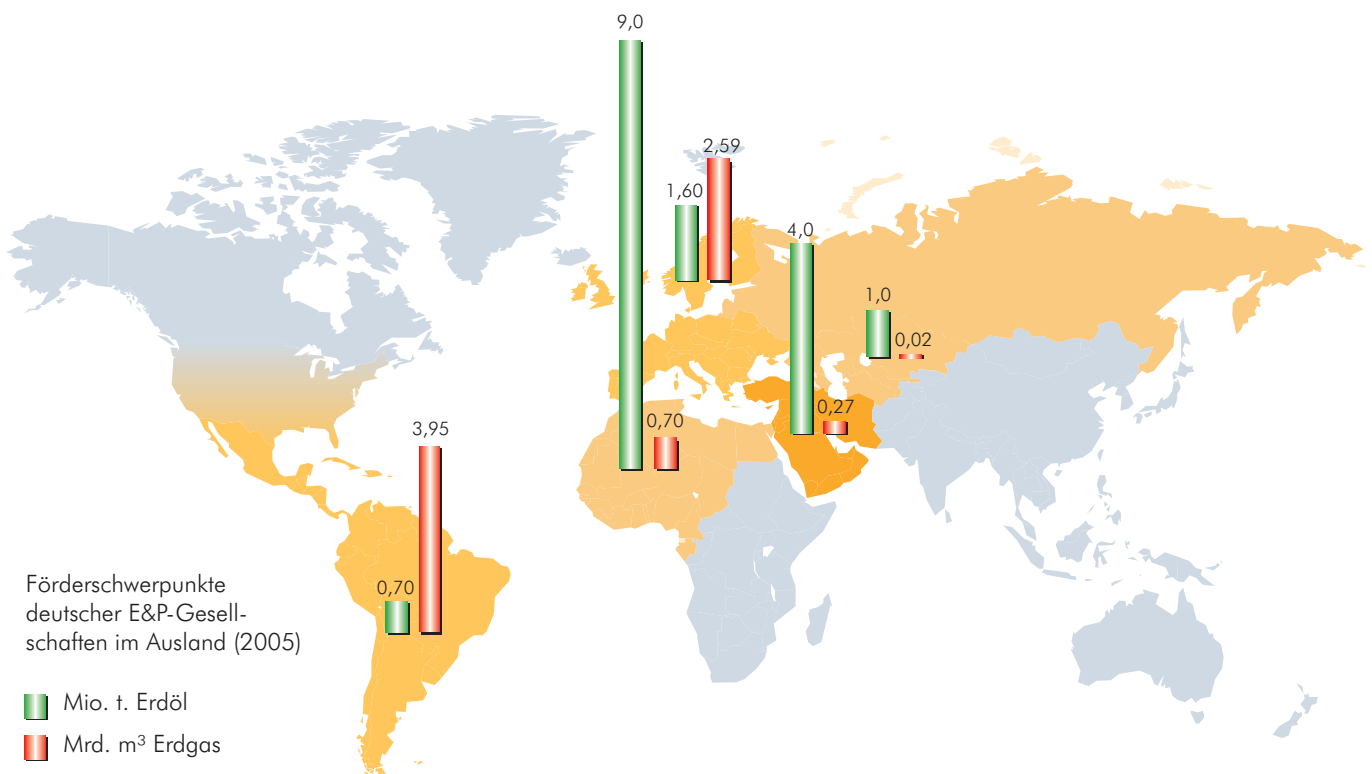 9,0
2,59
1,60
4,0
1,0
0,02
0,27
0,70
3,95
0,70
Förderschwerpunkte
deutscher E&P-Gesell-
schaften im Ausland (2005)
Mio. t. Erdöl
Mrd. m³ Erdgas